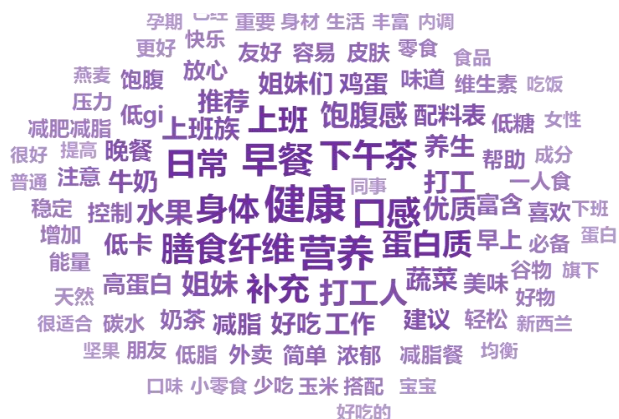 孕期 已经 重要 身材 生活 丰富 内调
更好 快乐 友好 容易 皮肤 零食 食品
燕麦 饱腹 放心 姐妹们 鸡蛋 味道 维生素 吃饭
压力 低gi 推荐 上班 饱腹感 配料表 低糖 女性
减肥减脂 上班族
很好 提高 晚餐 日常 早餐 下午茶 养生 帮助 成分
普通 注意 牛奶 同事 打工 一人食
稳定 控制 水果 身体 健康 口感 优质 富含 喜欢 下班
增加 低卡 膳食纤维 营养 蛋白质 早上 必备 蛋白
能量 高蛋白 姐妹 补充 打工人 蔬菜 美味 谷物 旗下
天然 好物
很适合 碳水 奶茶 减脂 好吃 工作 建议 轻松 新西兰
坚果 朋友 低脂 外卖 简单 浓郁 减脂餐 均衡
口味 小零食 少吃 玉米 搭配 宝宝
好吃的